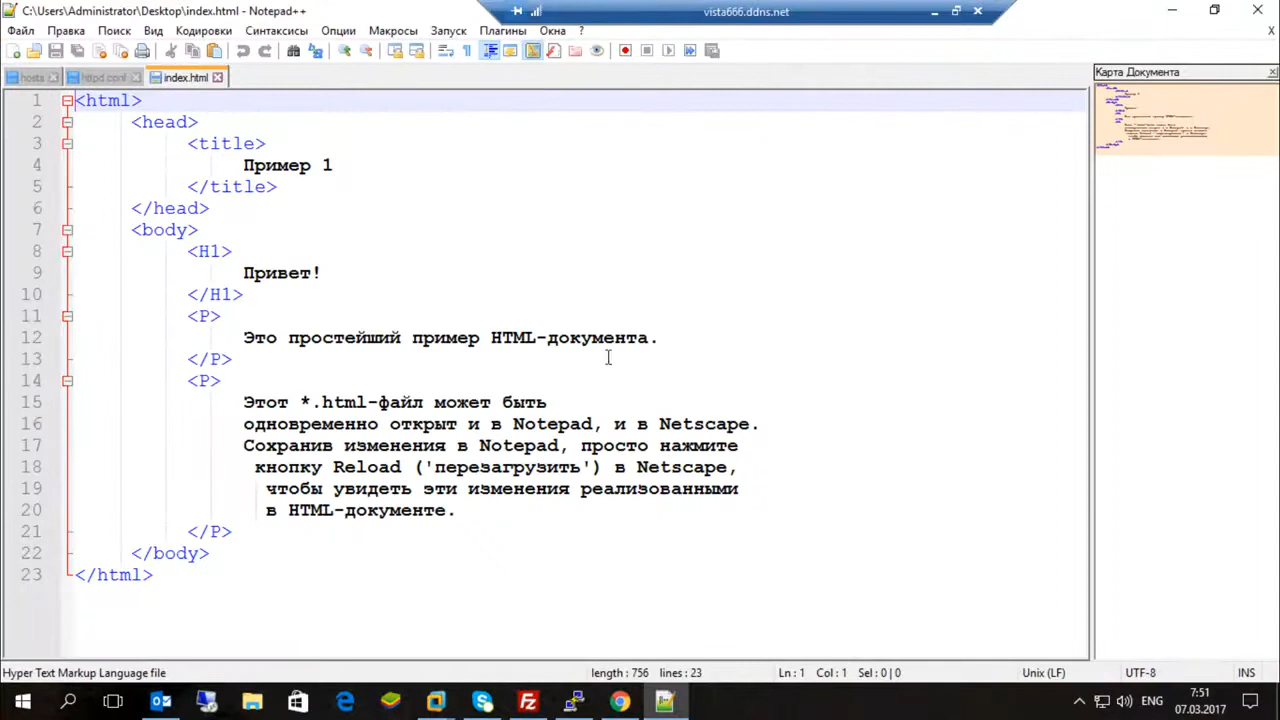 C:\Users\Administrator\Desktop\index.html - Notepad++
vista666.ddns.net
Файл Правка Поиск Вид Кодировки Синтаксисы Опции Макросы Запуск Плагины Окна ?
X
hosts httpd.conf index.html
Карта Документа
1 <html>
2 <head>
3 <title>
4 Пример 1
5 </title>
6 </head>
7 <body>
8 <H1>
9 Привет!
10 </H1>
11 <P>
12 Это простейший пример HTML-документа.
13 </P>
14 <P>
15 Этот *.html-файл может быть
16 одновременно открыт и в Notepad, и в Netscape.
17 Сохранив изменения в Notepad, просто нажмите
18 кнопку Reload ('перезагрузить') в Netscape,
19 чтобы увидеть эти изменения реализованными
20 в HTML-документе.
21 </P>
22 </body>
23 </html>
Hyper Text Markup Language file length : 756 lines : 23 Ln : 1 Col : 1 Sel : 0 | 0 Unix (LF) UTF-8 INS
ENG
7:51
07.03.2017